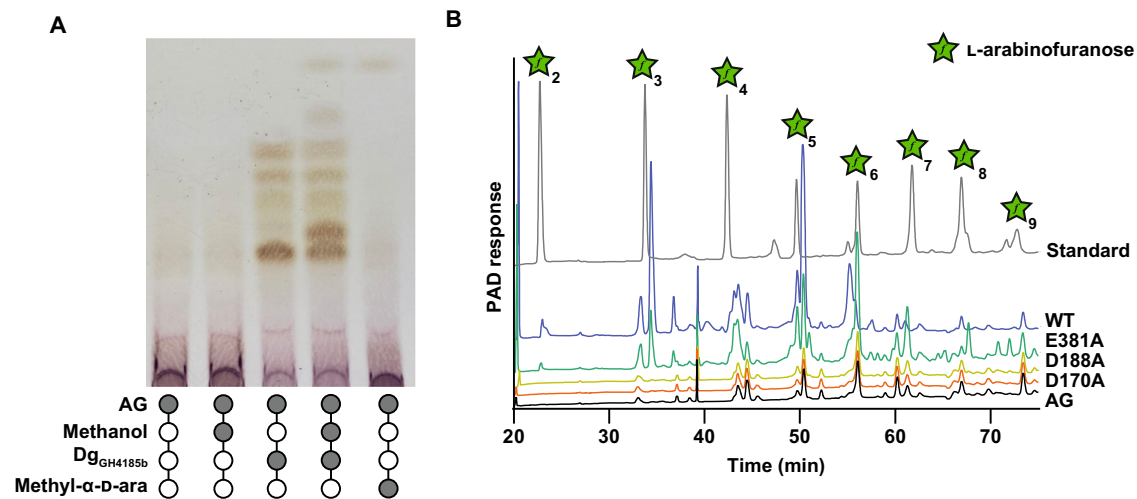 A
B
f L-arabinofuranose
f 2
f 3
f 4
f 5
f 6
f 7
f 8
f 9
PAD response
Standard
WT
E381A
D188A
D170A
AG
20 30 40 50 60 70
Time (min)
AG
Methanol
DgGH4185b
Methyl-α-D-ara